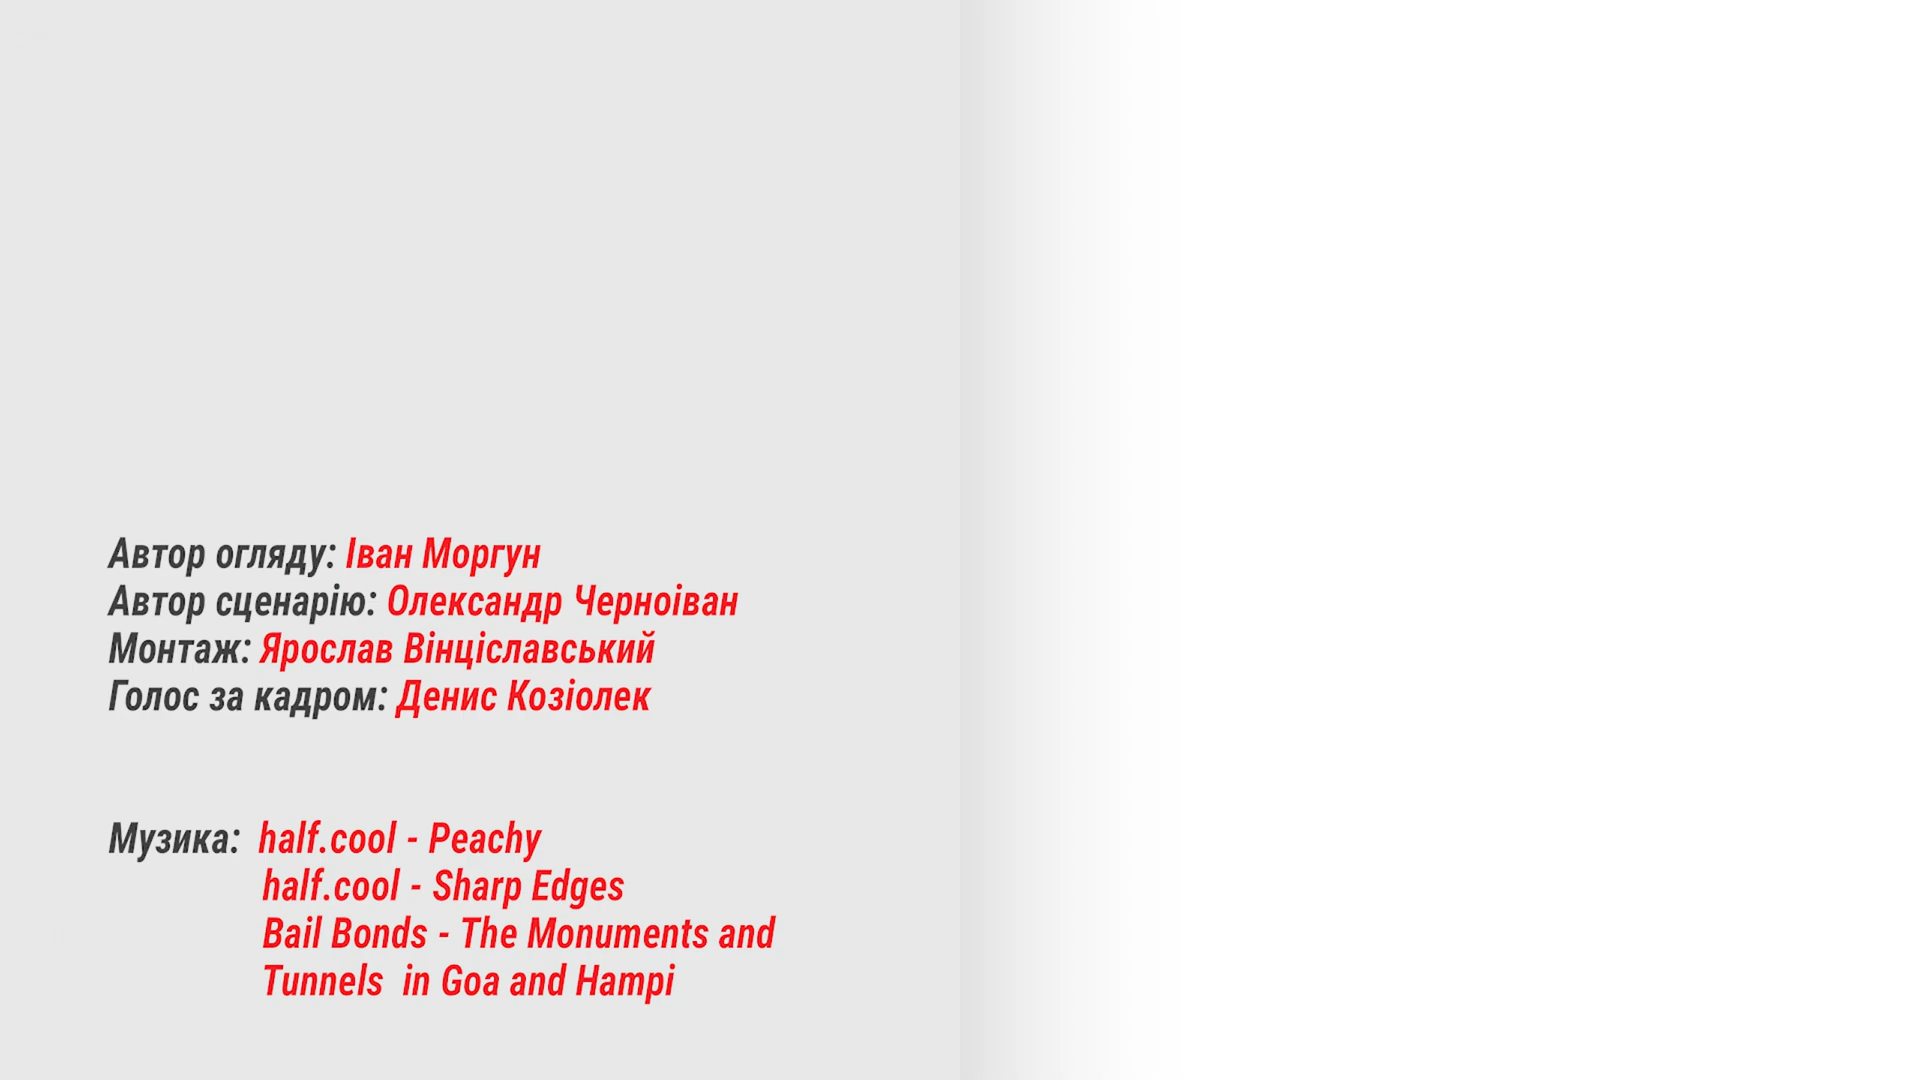 Автор огляду: Іван Моргун
Автор сценарію: Олександр Черноіван
Монтаж: Ярослав Вінціславський
Голос за кадром: Денис Козіолек
Музика: half.cool - Peachy
half.cool - Sharp Edges
Bail Bonds - The Monuments and
Tunnels in Goa and Hampi